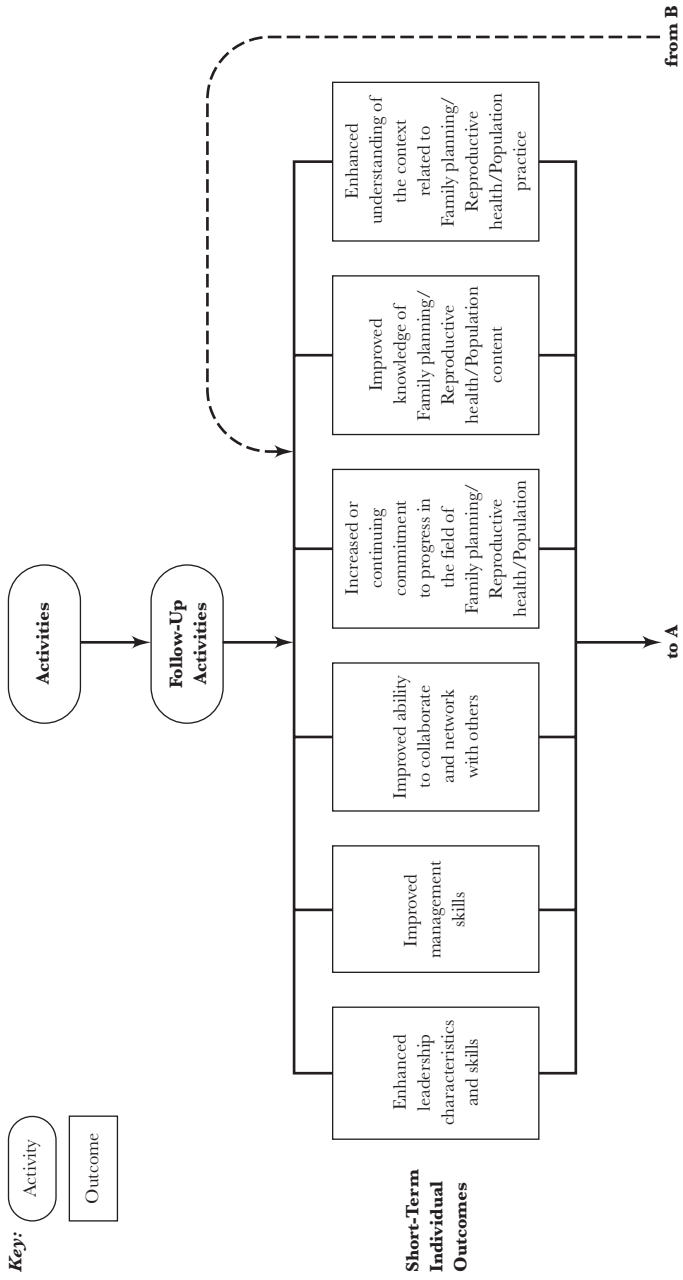 Key:
Activity
Outcome
Activities
Follow-Up
Activities
Short-Term
Individual
Outcomes
Enhanced
leadership
characteristics
and skills
Improved
management
skills
Improved ability
to collaborate
and network
with others
Increased or
continuing
commitment
to progress in
the field of
Family planning/
Reproductive
health/Population
Improved
knowledge of
Family planning/
Reproductive
health/Population
content
Enhanced
understanding of
the context
related to
Family planning/
Reproductive
health/Population
practice
to A
from B